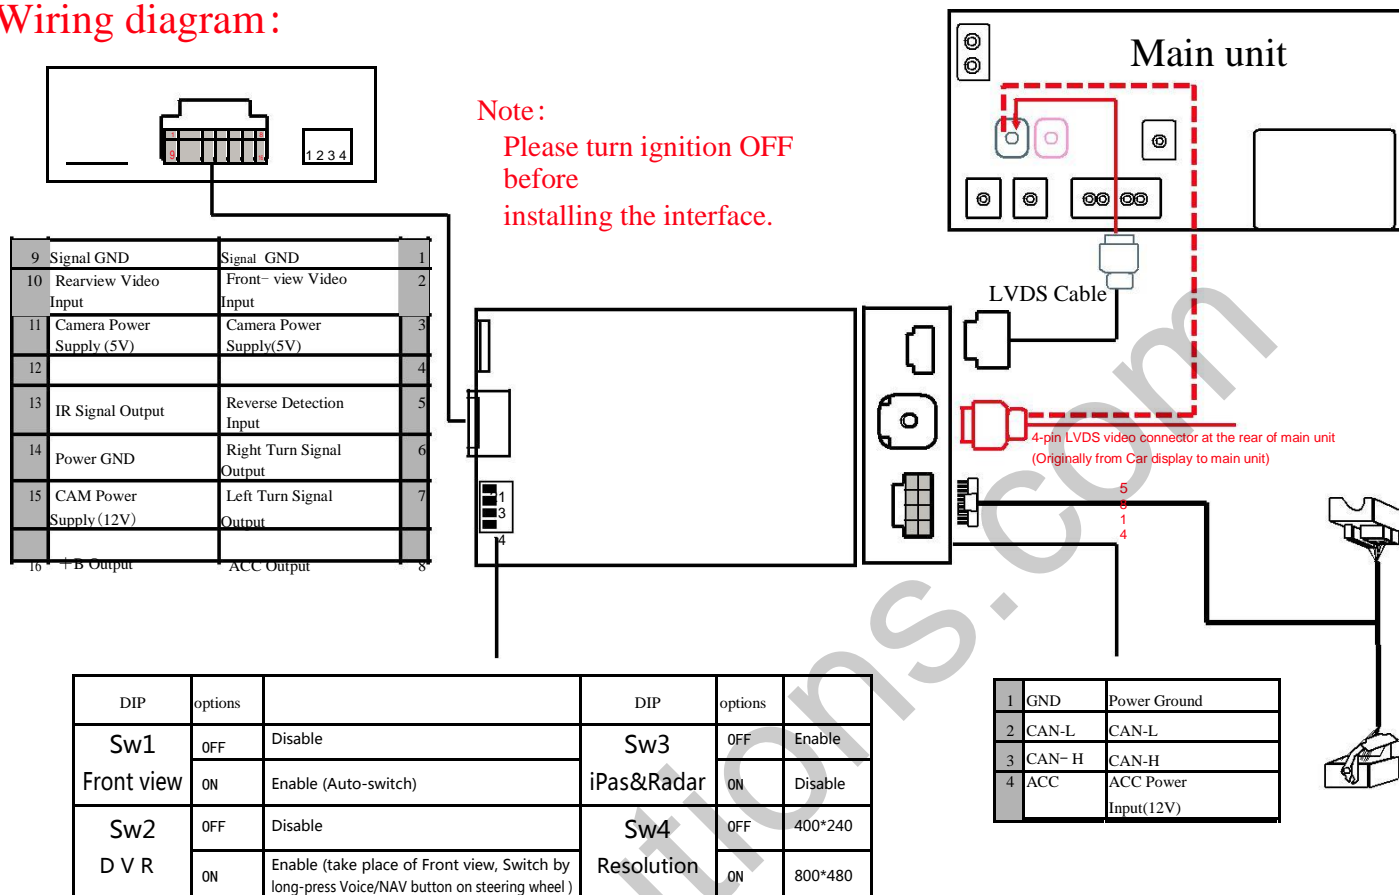 Wiring diagram:
Main unit
Note:
Please turn ignition OFF
before
installing the interface.
1 8
9
1 2 3 4
9 Signal GND Signal GND 1
10 Rearview Video Input Front- view Video Input 2
11 Camera Power Supply (5V) Camera Power Supply(5V) 3
12 4
13 IR Signal Output Reverse Detection Input 5
14 Power GND Right Turn Signal Output 6
15 CAM Power Supply(12V) Left Turn Signal Output 7
16 +B Output ACC Output 8
LVDS Cable
4-pin LVDS video connector at the rear of main unit
(Originally from Car display to main unit)
5
8
1
4
1
3
4
DIP options DIP options
Sw1 Front view OFF Disable Sw3 iPas&Radar OFF Enable
ON Enable (Auto-switch) ON Disable
Sw2 D V R OFF Disable Sw4 Resolution OFF 400*240
ON Enable (take place of Front view, Switch by long-press Voice/NAV button on steering wheel ) ON 800*480
1 GND Power Ground
2 CAN-L CAN-L
3 CAN- H CAN-H
4 ACC ACC Power Input(12V)
tions.com